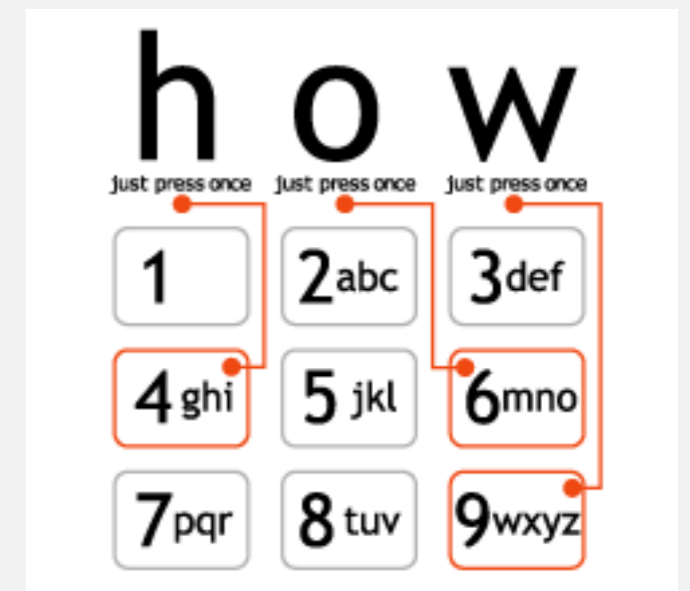 h o w
just press once just press once just press once
1 2abc 3def
4 ghi 5 jkl 6mno
7pqr 8 tuv 9wxyz